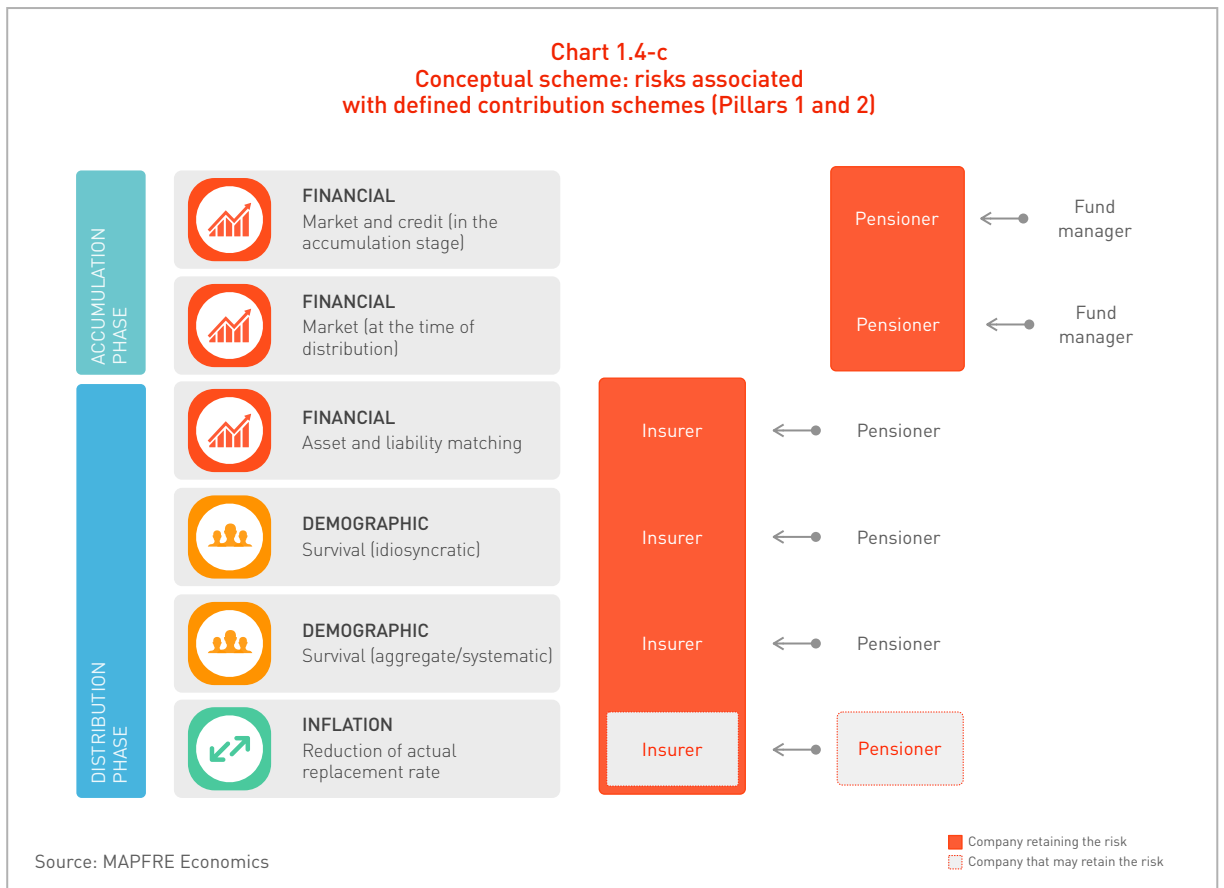 Chart 1.4-c
Conceptual scheme: risks associated
with defined contribution schemes (Pillars 1 and 2)
ACCUMULATION
PHASE
FINANCIAL
Market and credit (in the
accumulation stage)
Pensioner
Fund
manager
FINANCIAL
Market (at the time of
distribution)
Pensioner
Fund
manager
DISTRIBUTION
PHASE
FINANCIAL
Asset and liability matching
Insurer
Pensioner
DEMOGRAPHIC
Survival (idiosyncratic)
Insurer
Pensioner
DEMOGRAPHIC
Survival (aggregate/systematic)
Insurer
Pensioner
INFLATION
Reduction of actual
replacement rate
Insurer
Pensioner
Source: MAPFRE Economics
Company retaining the risk
Company that may retain the risk